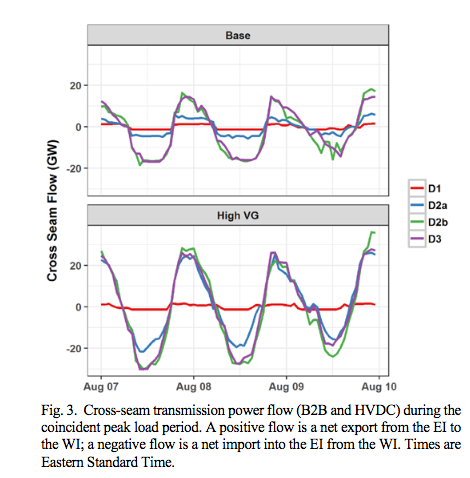 Base
20
0
-20
Cross Seam Flow (GW)
D1
D2a
D2b
D3
High VG
20
0
-20
Aug 07 Aug 08 Aug 09 Aug 10
Fig. 3. Cross-seam transmission power flow (B2B and HVDC) during the
coincident peak load period. A positive flow is a net export from the EI to
the WI; a negative flow is a net import into the EI from the WI. Times are
Eastern Standard Time.